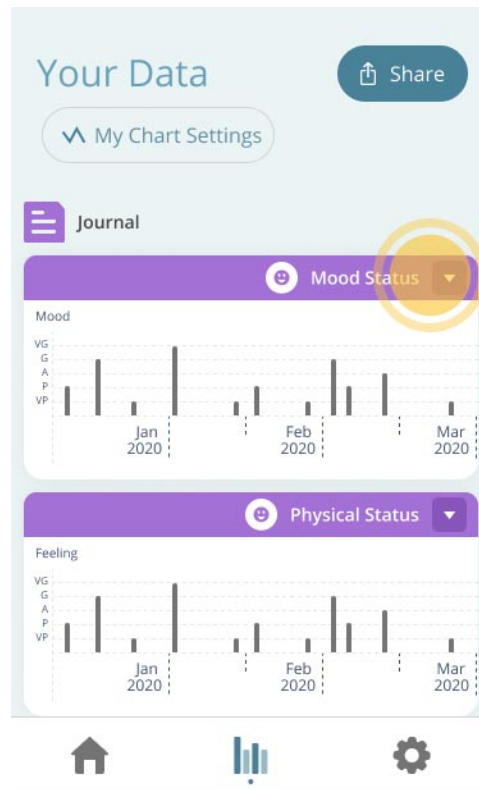 Your Data
Share
My Chart Settings
Journal
Mood Status
Mood
VG
G
A
P
VP
Jan Feb Mar
2020 2020 2020
Physical Status
Feeling
VG
G
A
P
VP
Jan Feb Mar
2020 2020 2020